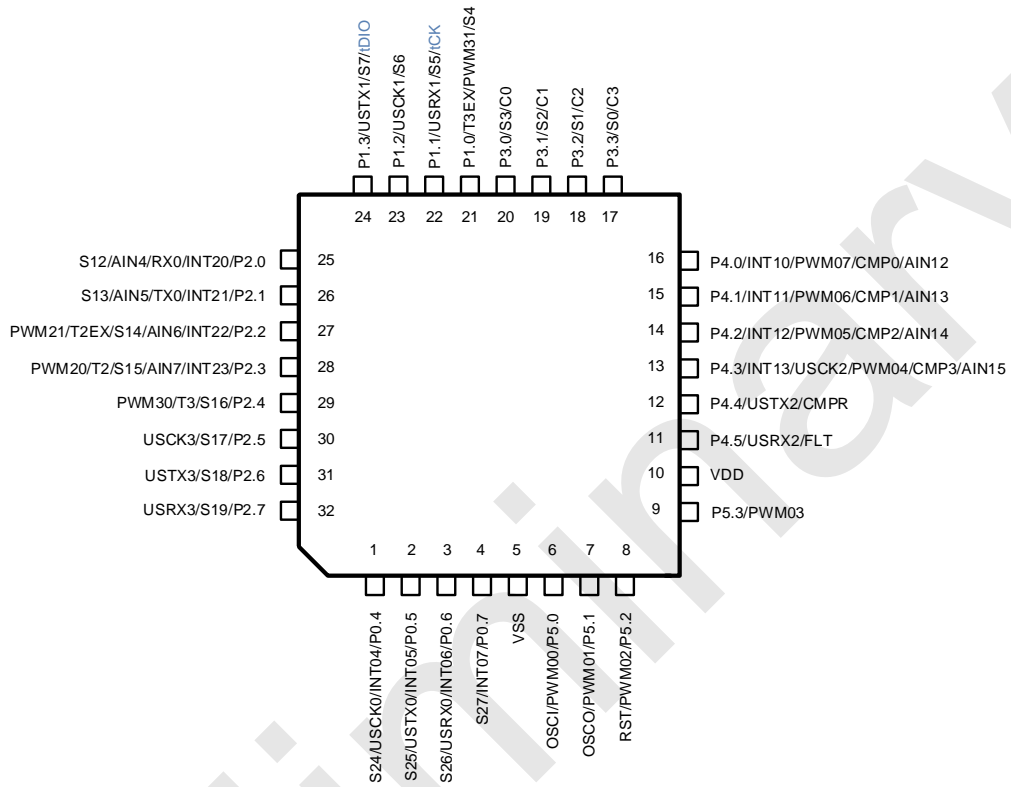 P1.3/USTX1/S7/tDIO
P1.2/USCK1/S6
P1.1/USRX1/S5/tCK
P1.0/T3EX/PWM31/S4
P3.0/S3/C0
P3.1/S2/C1
P3.2/S1/C2
P3.3/S0/C3
24 23 22 21 20 19 18 17
S12/AIN4/RX0/INT20/P2.0 25
S13/AIN5/TX0/INT21/P2.1 26
PWM21/T2EX/S14/AIN6/INT22/P2.2 27
PWM20/T2/S15/AIN7/INT23/P2.3 28
PWM30/T3/S16/P2.4 29
USCK3/S17/P2.5 30
USTX3/S18/P2.6 31
USRX3/S19/P2.7 32
16 P4.0/INT10/PWM07/CMP0/AIN12
15 P4.1/INT11/PWM06/CMP1/AIN13
14 P4.2/INT12/PWM05/CMP2/AIN14
13 P4.3/INT13/USCK2/PWM04/CMP3/AIN15
12 P4.4/USTX2/CMPR
11 P4.5/USRX2/FLT
10 VDD
9 P5.3/PWM03
1 2 3 4 5 6 7 8
S24/USCK0/INT04/P0.4
S25/USTX0/INT05/P0.5
S26/USRX0/INT06/P0.6
S27/INT07/P0.7
VSS
OSCI/PWM00/P5.0
OSCO/PWM01/P5.1
RST/PWM02/P5.2